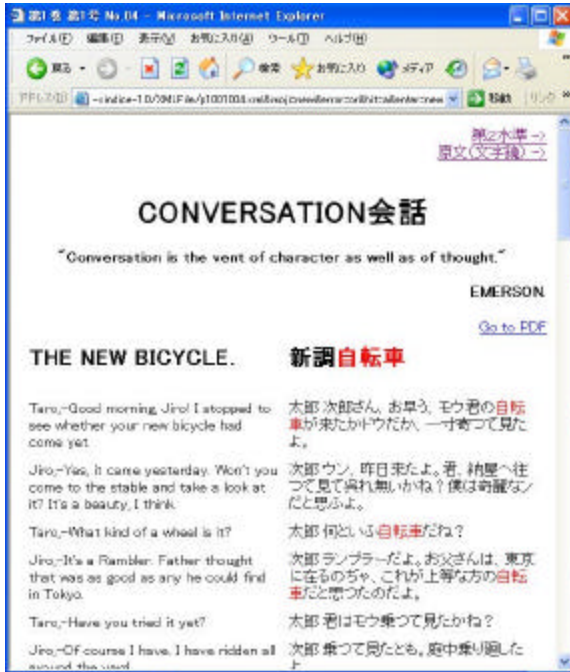 第1巻 第1号 No.04 - Microsoft Internet Explorer
ファイル(F) 編集(E) 表示(V) お気に入り(A) ツール(T) ヘルプ(H)
戻る 検索 お気に入り メディア
アドレス(D) 移動 リンク
第2水準 ->
原文(文字鏡) ->
CONVERSATION会話
"Conversation is the vent of character as well as of thought."
EMERSON.
Go to PDF
THE NEW BICYCLE.
新調自転車
Taro,-Good morning, Jiro! I stopped to
see whether your new bicycle had
come yet.
太郎 次郎さん、お早う、モウ君の自転
車が来たかドウだか、一寸寄つて見た
よ。
Jiro,-Yes, it came yesterday. Won't you
come to the stable and take a look at
it? It's a beauty, I think.
次郎 ウン、昨日来たよ。君、納屋へ往
つて見て呉れ無いかね？僕は奇麗なン
だと思ふよ。
Taro,-What kind of a wheel is it?
太郎 何といふ自転車だね？
Jiro,-It's a Rambler. Father thought
that was as good as any he could find
in Tokyo.
次郎 ランブラーだよ。お父さんは、東京
に在るのぢゃ、これが上等な方の自転
車だと思つたのだよ。
Taro,-Have you tried it yet?
太郎 君はモウ乗つて見たかね？
Jiro,-Of course I have. I have ridden all
around the yard
次郎 乗つて見たとも。庭中乗り廻した
よ